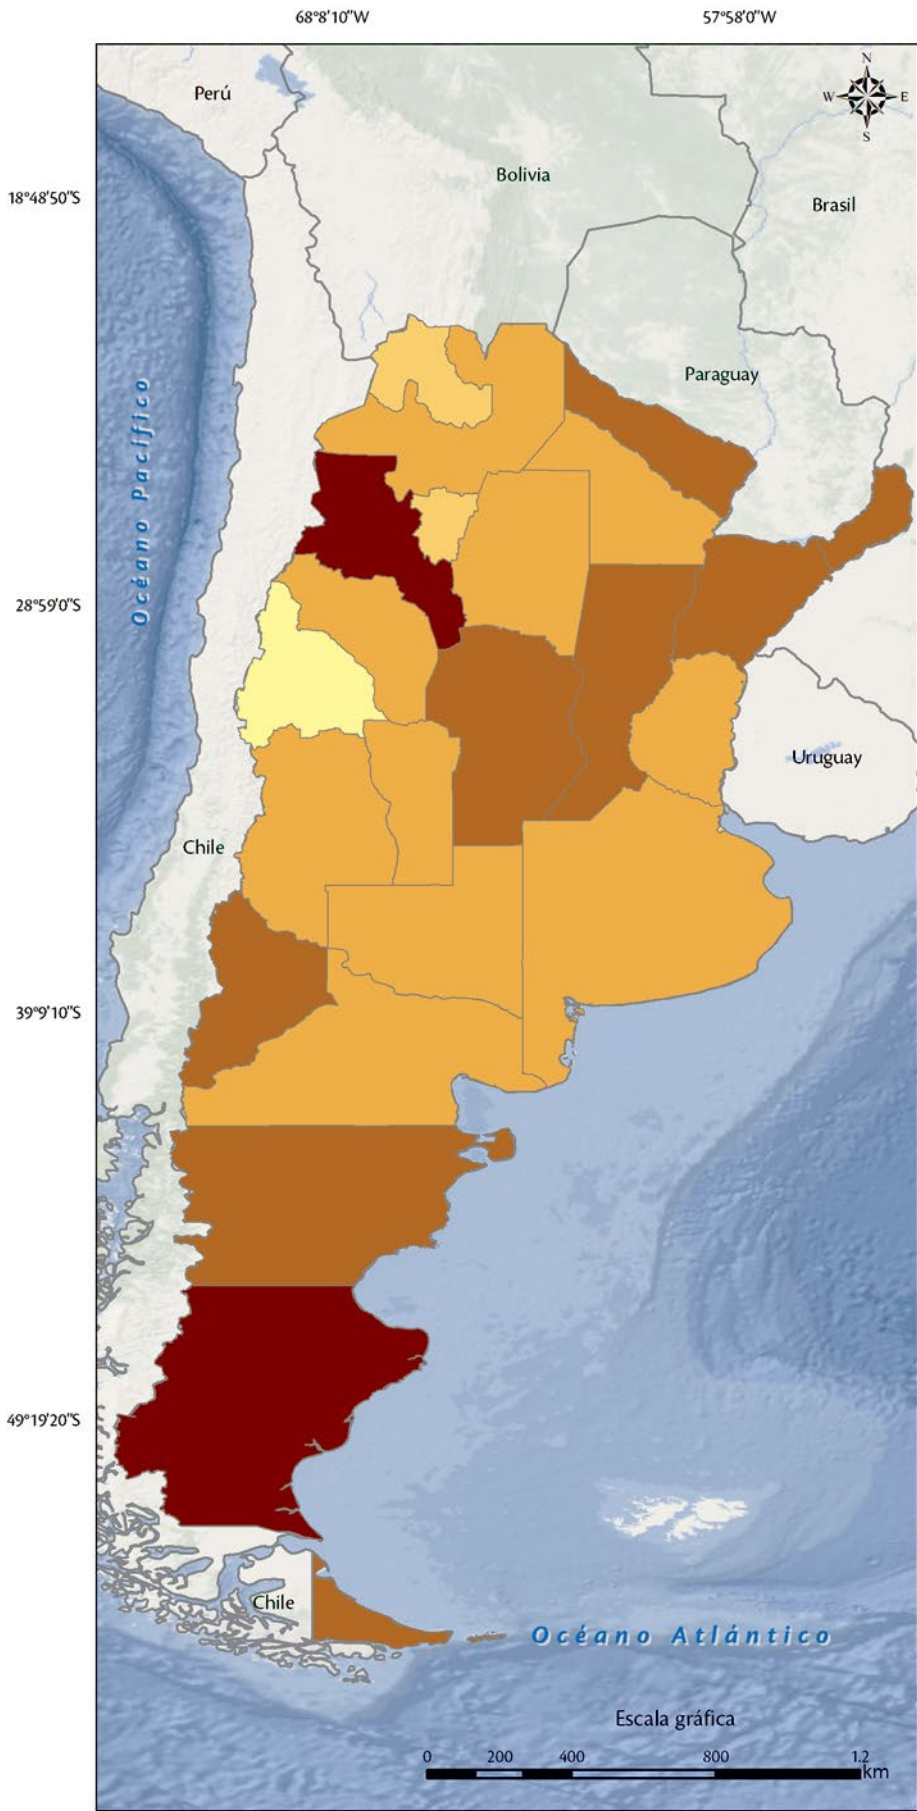 68°8'10"W
57°58'0"W
N
W
E
S
Perú
Bolivia
18°48'50"S
Brasil
Paraguay
Océano Pacífico
28°59'0"S
Uruguay
Chile
39°9'10"S
49°19'20"S
Chile
Océano Atlántico
Escala gráfica
0 200 400 800 1.2
km